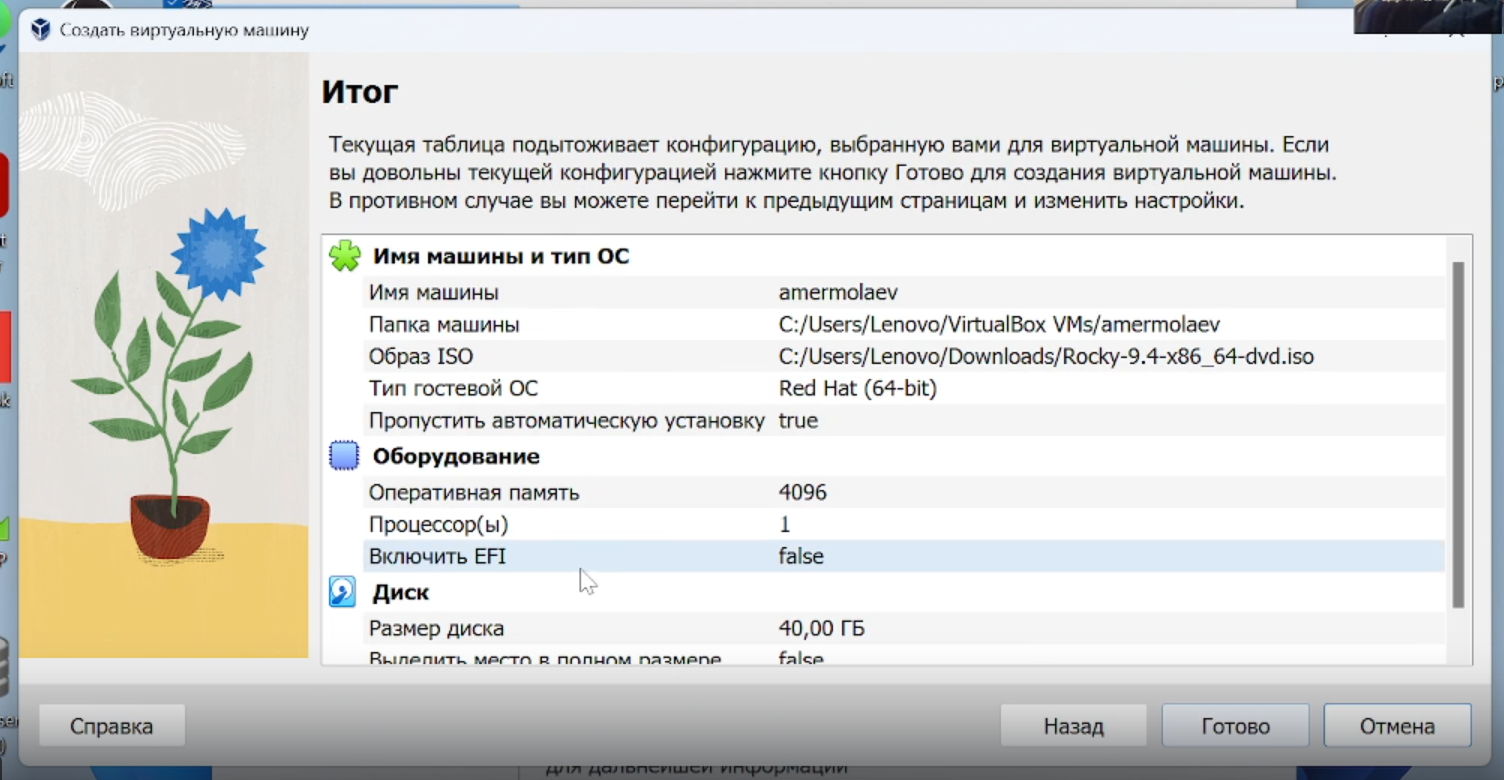 Создать виртуальную машину
Итог
Текущая таблица подытоживает конфигурацию, выбранную вами для виртуальной машины. Если
вы довольны текущей конфигурацией нажмите кнопку Готово для создания виртуальной машины.
В противном случае вы можете перейти к предыдущим страницам и изменить настройки.
Имя машины и тип ОС
Имя машины amermolaev
Папка машины C:/Users/Lenovo/VirtualBox VMs/amermolaev
Образ ISO C:/Users/Lenovo/Downloads/Rocky-9.4-x86_64-dvd.iso
Тип гостевой ОС Red Hat (64-bit)
Пропустить автоматическую установку true
Оборудование
Оперативная память 4096
Процессор(ы) 1
Включить EFI false
Диск
Размер диска 40,00 ГБ
Выделить место в полном размере false
Справка Назад Готово Отмена
для дальнейшей информации